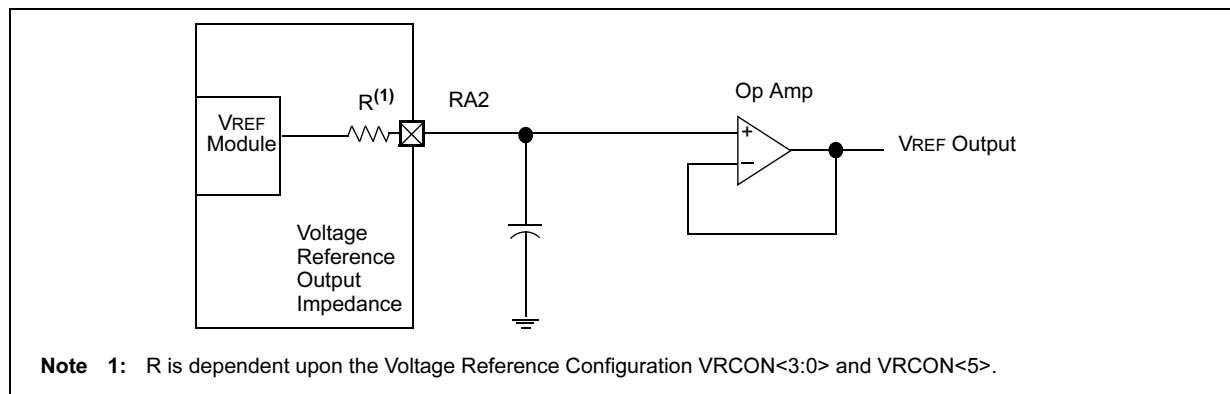 Op Amp
R(1)
RA2
VREF
Module
+
–
VREF Output
Voltage
Reference
Output
Impedance
Note 1: R is dependent upon the Voltage Reference Configuration VRCON<3:0> and VRCON<5>.